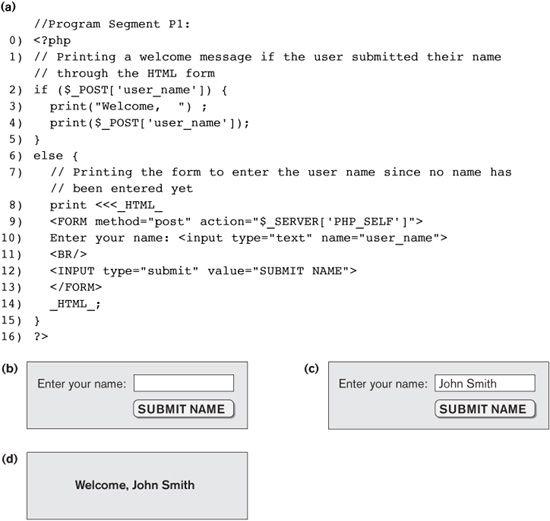 (a)
//Program Segment P1:
0) <?php
1) // Printing a welcome message if the user submitted their name
// through the HTML form
2) if ($_POST['user_name']) {
3) print("Welcome,  ") ;
4) print($_POST['user_name']);
5) }
6) else {
7) // Printing the form to enter the user name since no name has
// been entered yet
8) print <<<_HTML_
9) <FORM method="post" action="$_SERVER['PHP_SELF']">
10) Enter your name: <input type="text" name="user_name">
11) <BR/>
12) <INPUT type="submit" value="SUBMIT NAME">
13) </FORM>
14) _HTML_;
15) }
16) ?>
(b)
Enter your name:
SUBMIT NAME
(c)
Enter your name: John Smith
SUBMIT NAME
(d)
Welcome, John Smith